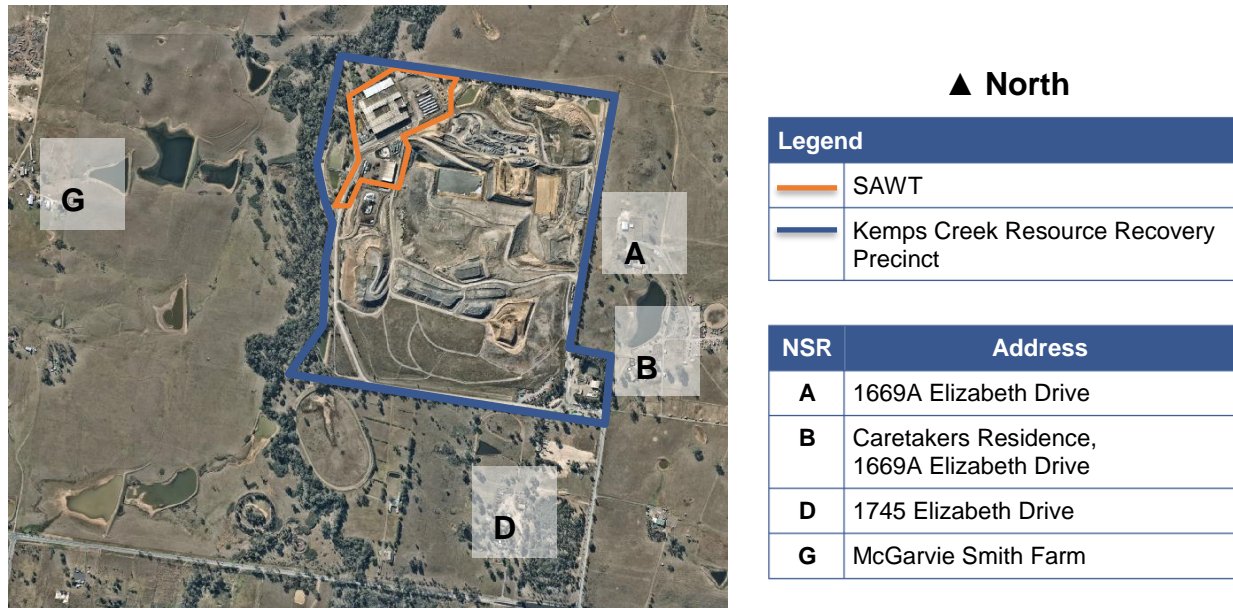 ▲ North
Legend
SAWT
Kemps Creek Resource Recovery
Precinct
G
A
B
D
NSR Address
A 1669A Elizabeth Drive
B Caretakers Residence,
1669A Elizabeth Drive
D 1745 Elizabeth Drive
G McGarvie Smith Farm